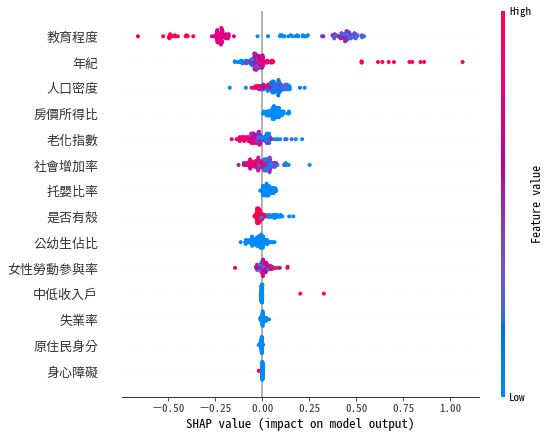 High
教育程度
年紀
人口密度
房價所得比
老化指數
社會增加率
托嬰比率
是否有殼
公幼生佔比
女性勞動參與率
中低收入戶
失業率
原住民身分
身心障礙
Feature value
Low
−0.50 −0.25 0.00 0.25 0.50 0.75 1.00
SHAP value (impact on model output)